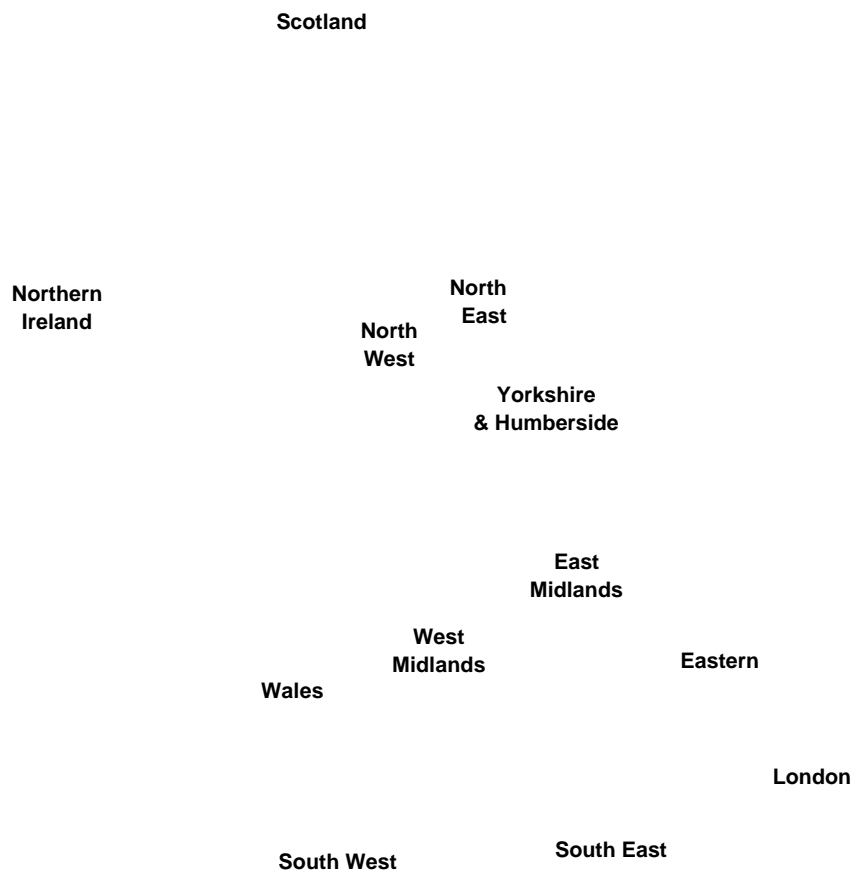 Scotland
Northern
Ireland
North
East
North
West
Yorkshire
& Humberside
East
Midlands
West
Midlands
Eastern
Wales
London
South East
South West